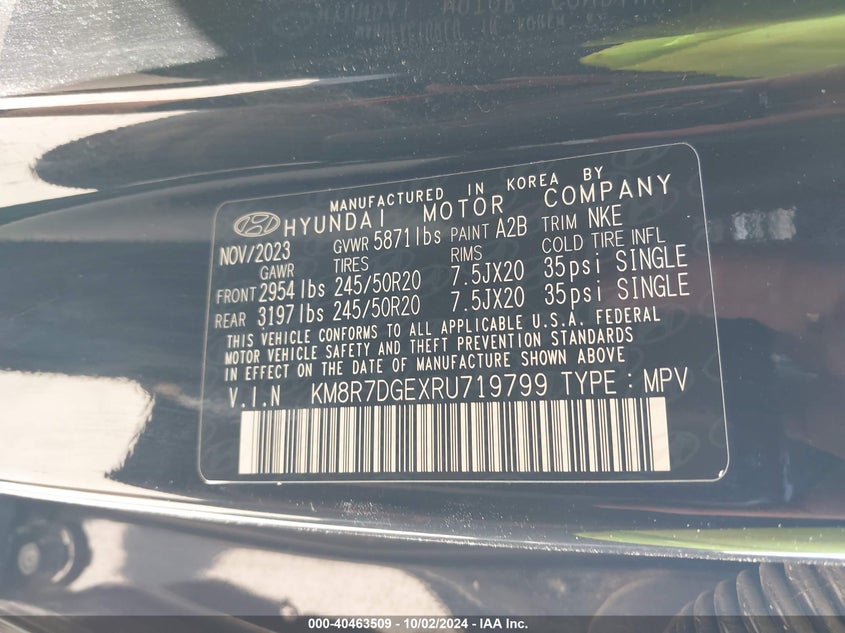 MANUFACTURED IN KOREA BY
HYUNDAI MOTOR COMPANY
NOV/2023 GVWR 5871 lbs PAINT A2B TRIM NKE
GAWR TIRES RIMS COLD TIRE INFL
FRONT 2954 lbs 245/50R20 7.5JX20 35psi SINGLE
REAR 3197 lbs 245/50R20 7.5JX20 35psi SINGLE
THIS VEHICLE CONFORMS TO ALL APPLICABLE U.S.A. FEDERAL
MOTOR VEHICLE SAFETY AND THEFT PREVENTION STANDARDS
IN EFFECT ON THE DATE OF MANUFACTURE SHOWN ABOVE
V.I.N KM8R7DGEXRU719799 TYPE : MPV
000-40463509 - 10/02/2024 - IAA Inc.